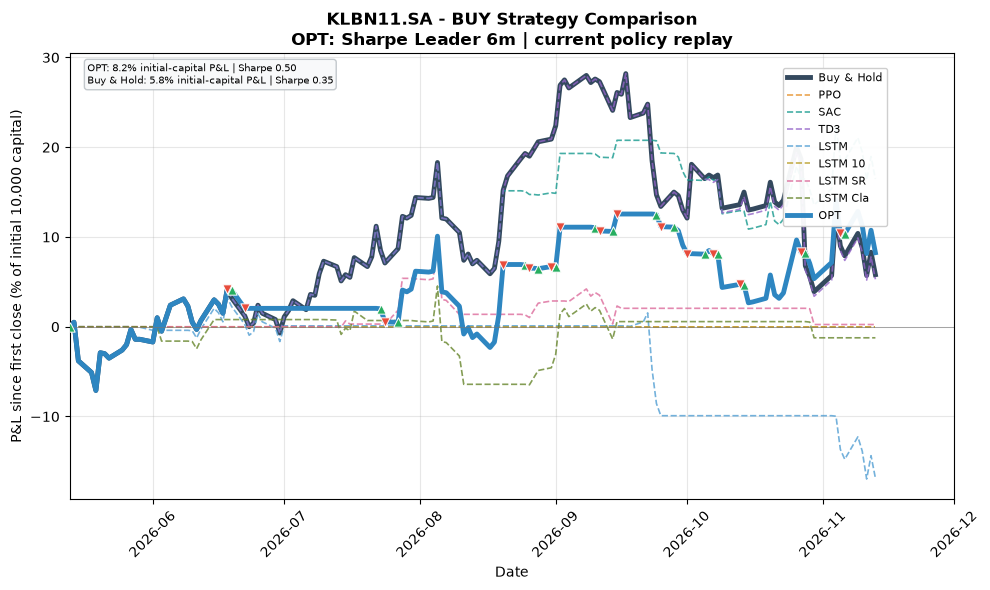 KLBN11.SA - BUY Strategy Comparison
OPT: Sharpe Leader 6m | current policy replay
OPT: 8.2% initial-capital P&L | Sharpe 0.50
Buy & Hold: 5.8% initial-capital P&L | Sharpe 0.35
Buy & Hold
PPO
SAC
TD3
LSTM
LSTM 10
LSTM SR
LSTM Cla
OPT
P&L since first close (% of initial 10,000 capital)
30
20
10
0
−10
2026-06
2026-07
2026-08
2026-09
2026-10
2026-11
2026-12
Date